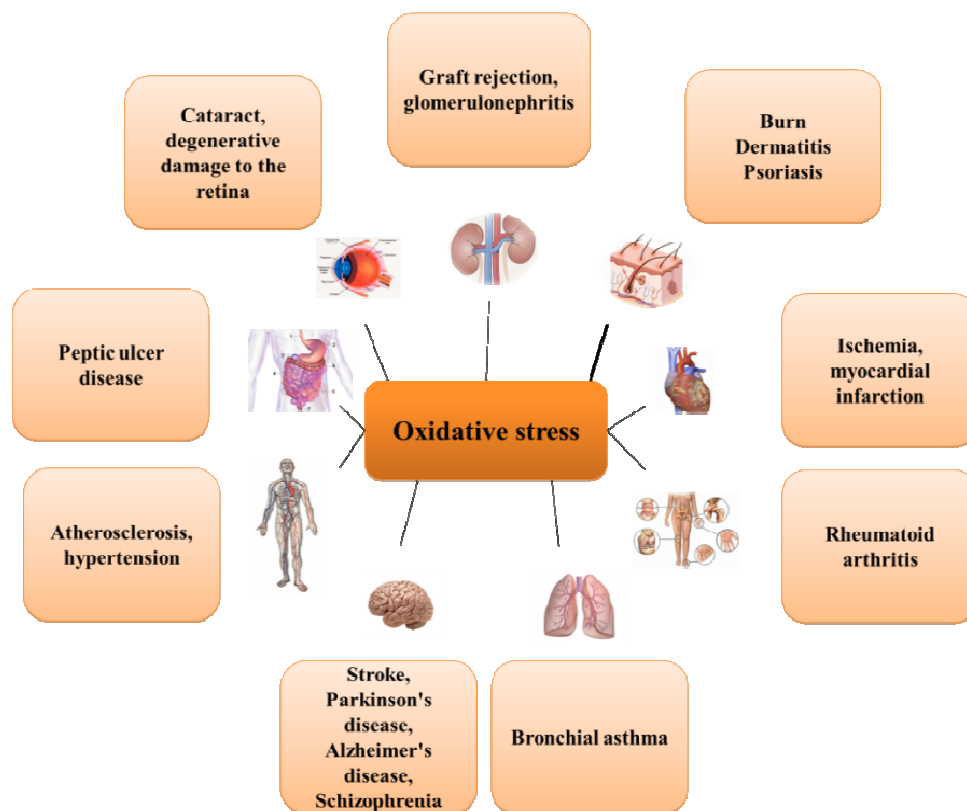 Graft rejection,
glomerulonephritis
Cataract,
degenerative
damage to the
retina
Burn
Dermatitis
Psoriasis
Peptic ulcer
disease
Ischemia,
myocardial
infarction
Oxidative stress
Atherosclerosis,
hypertension
Rheumatoid
arthritis
Stroke,
Parkinson's
disease,
Alzheimer's
disease,
Schizophrenia
Bronchial asthma